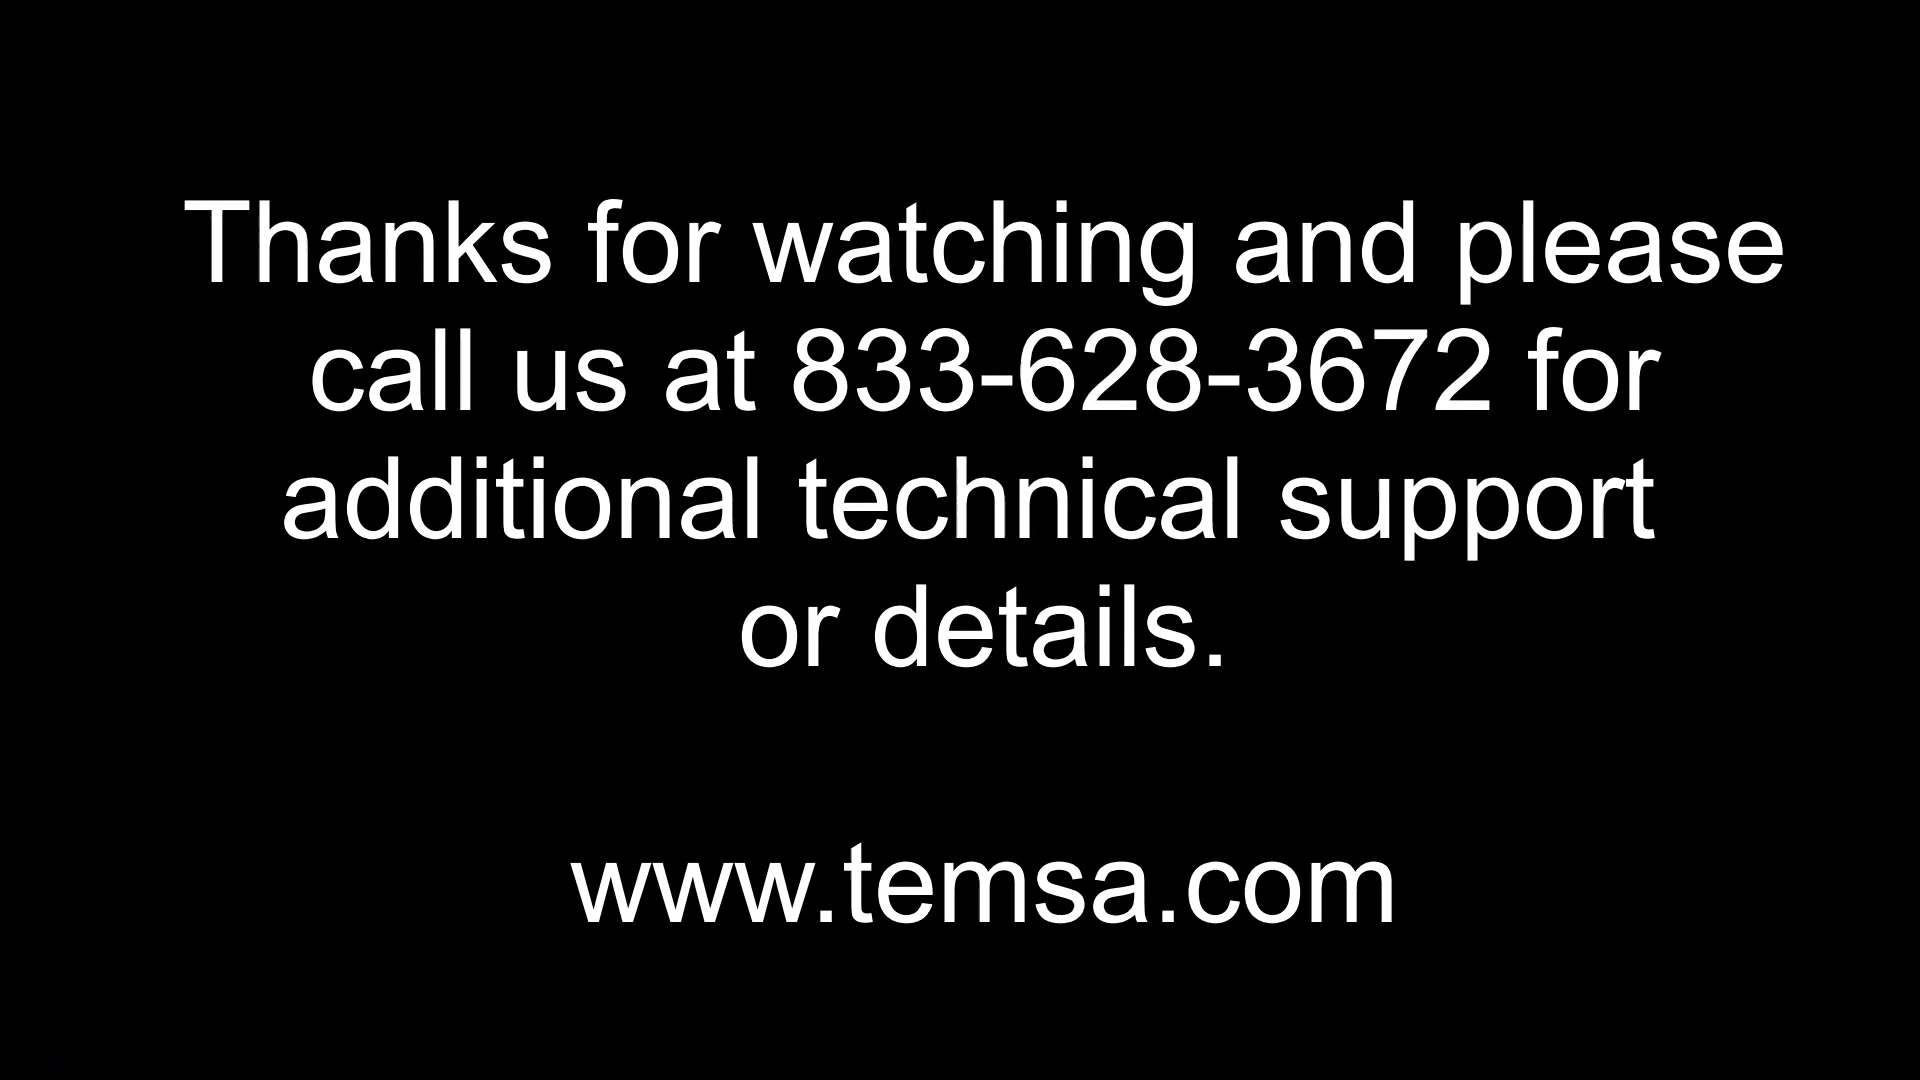 Thanks for watching and please
call us at 833-628-3672 for
additional technical support
or details.
www.temsa.com